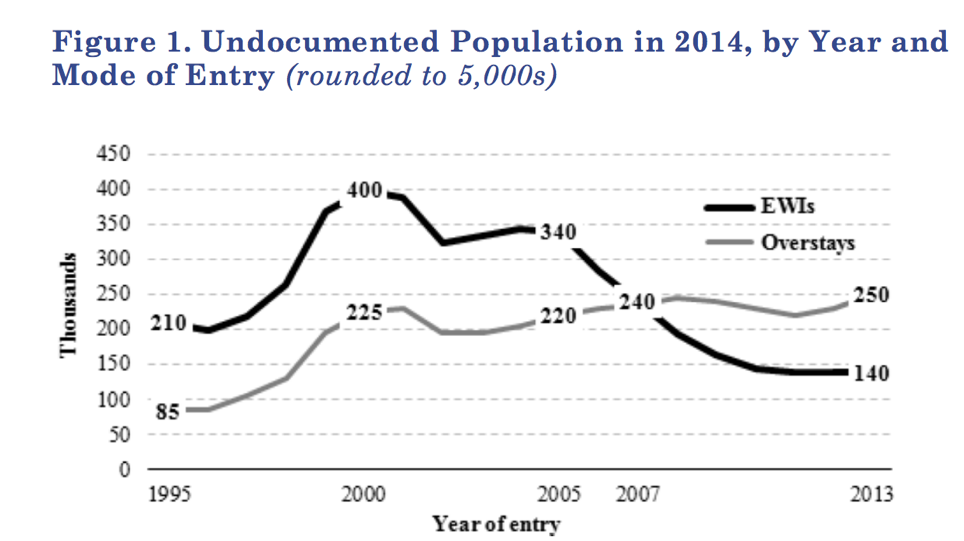 Figure 1. Undocumented Population in 2014, by Year and
Mode of Entry (rounded to 5,000s)
450
400
350
300
250
200
150
100
50
0
Thousands
210
400
340
240
140
85
225
220
250
EWIs
Overstays
1995 2000 2005 2007 2013
Year of entry